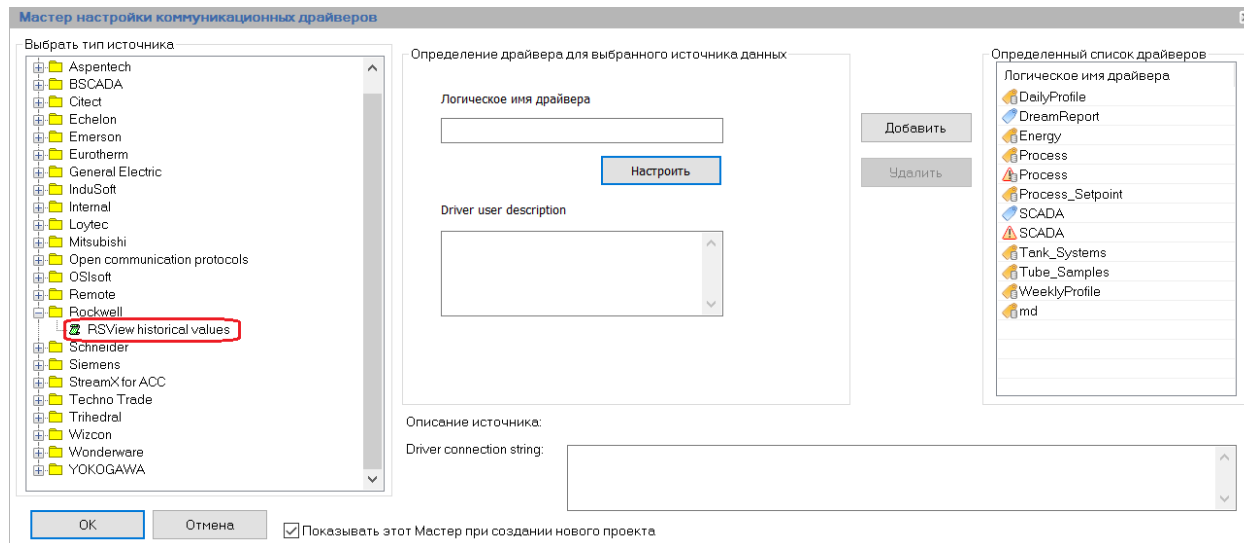 Мастер настройки коммуникационных драйверов
Выбрать тип источника
Aspentech
BSCADA
Citect
Echelon
Emerson
Eurotherm
General Electric
InduSoft
Internal
Loytec
Mitsubishi
Open communication protocols
OSIsoft
Remote
Rockwell
RSView historical values
Schneider
Siemens
StreamX for ACC
Techno Trade
Trihedral
Wizcon
Wonderware
YOKOGAWA
Определение драйвера для выбранного источника данных
Логическое имя драйвера
Настроить
Driver user description
Добавить
Удалить
Определенный список драйверов
Логическое имя драйвера
DailyProfile
DreamReport
Energy
Process
Process
Process_Setpoint
SCADA
SCADA
Tank_Systems
Tube_Samples
WeeklyProfile
md
Описание источника:
Driver connection string:
OK
Отмена
Показывать этот Мастер при создании нового проекта